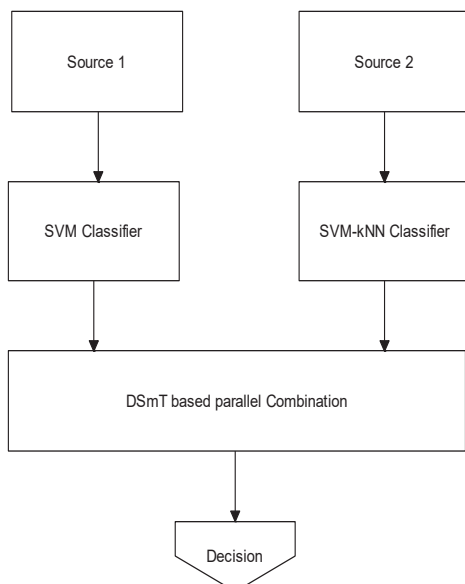 Source 1
Source 2
SVM Classifier
SVM-kNN Classifier
DSmT based parallel Combination
Decision